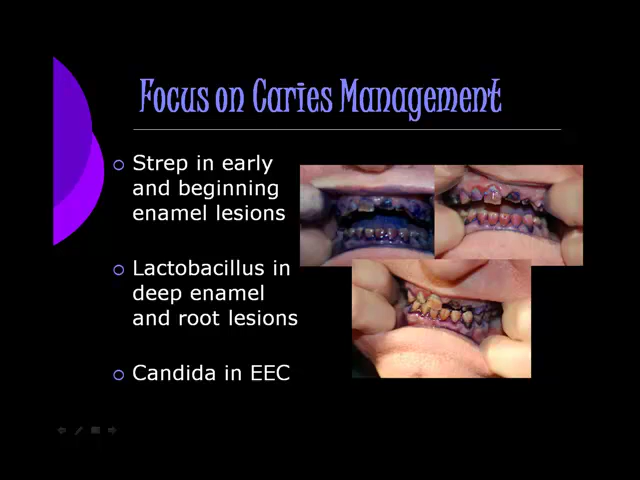 Focus on Caries Management
Strep in early
and beginning
enamel lesions
Lactobacillus in
deep enamel
and root lesions
Candida in EEC